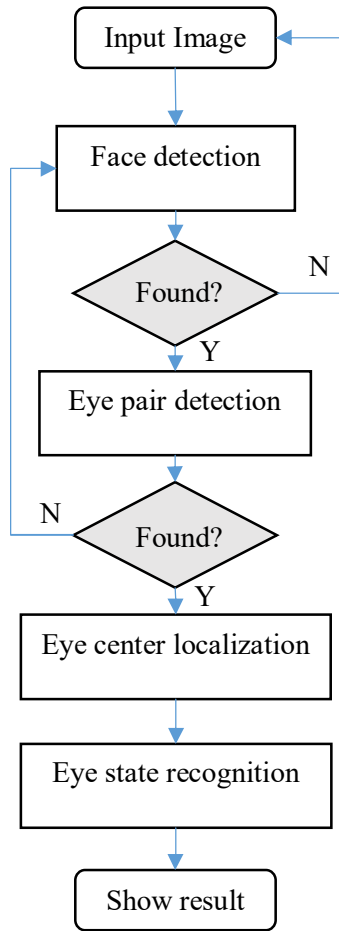 Input Image
Face detection
N
Found?
Y
Eye pair detection
N
Found?
Y
Eye center localization
Eye state recognition
Show result